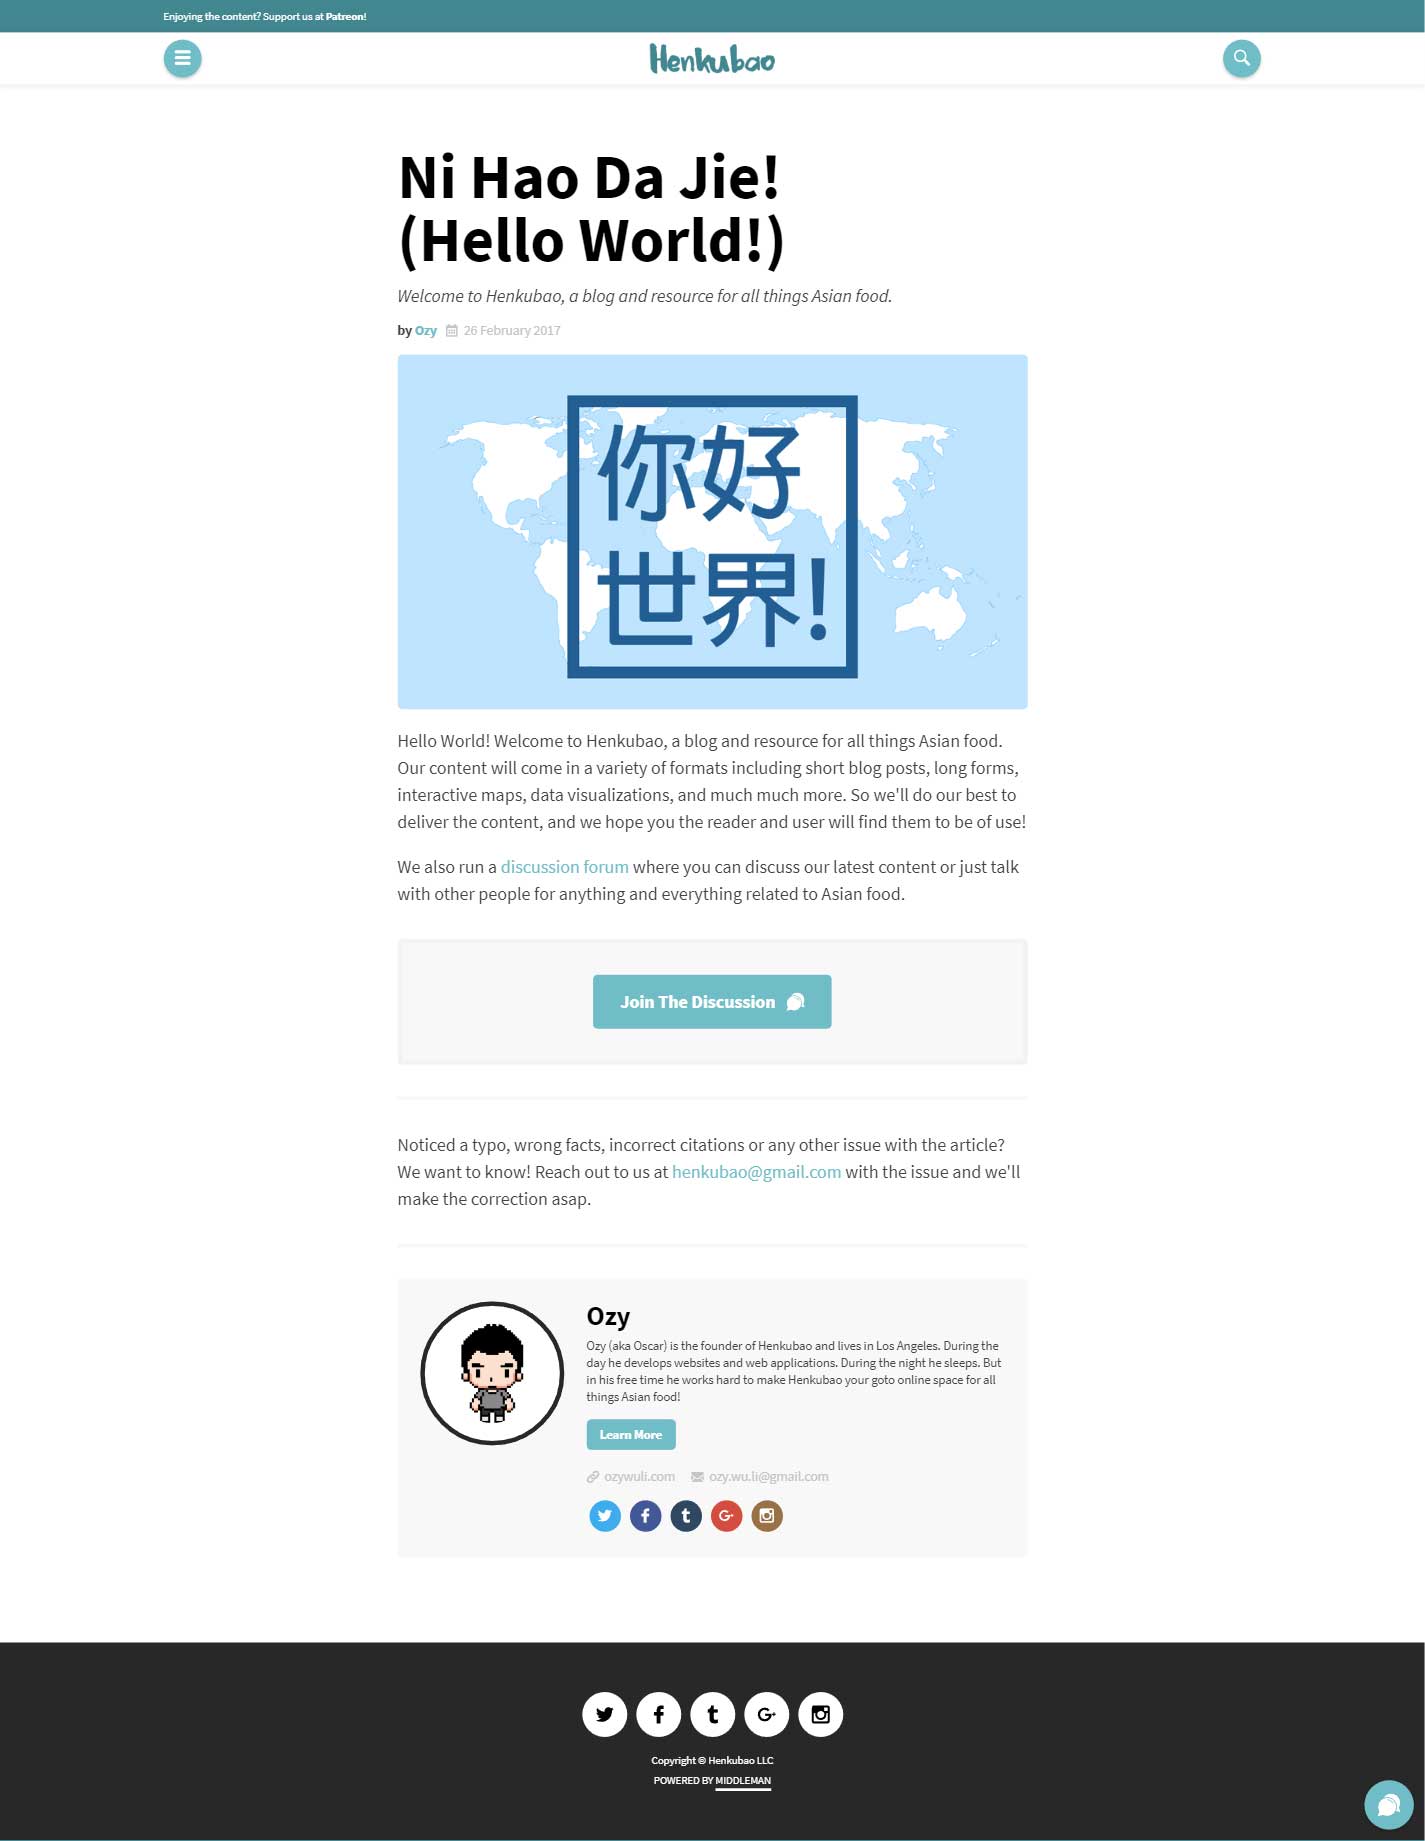 Enjoying the content? Support us at Patreon!
Henkubao
Ni Hao Da Jie!
(Hello World!)
Welcome to Henkubao, a blog and resource for all things Asian food.
by Ozy 26 February 2017
你好
世界!
Hello World! Welcome to Henkubao, a blog and resource for all things Asian food.
Our content will come in a variety of formats including short blog posts, long forms,
interactive maps, data visualizations, and much much more. So we'll do our best to
deliver the content, and we hope you the reader and user will find them to be of use!
We also run a discussion forum where you can discuss our latest content or just talk
with other people for anything and everything related to Asian food.
Join The Discussion
Noticed a typo, wrong facts, incorrect citations or any other issue with the article?
We want to know! Reach out to us at henkubao@gmail.com with the issue and we'll
make the correction asap.
Ozy
Ozy (aka Oscar) is the founder of Henkubao and lives in Los Angeles. During the
day he develops websites and web applications. During the night he sleeps. But
in his free time he works hard to make Henkubao your goto online space for all
things Asian food!
Learn More
ozywuli.com ozy.wu.li@gmail.com
Copyright © Henkubao LLC
POWERED BY MIDDLEMAN